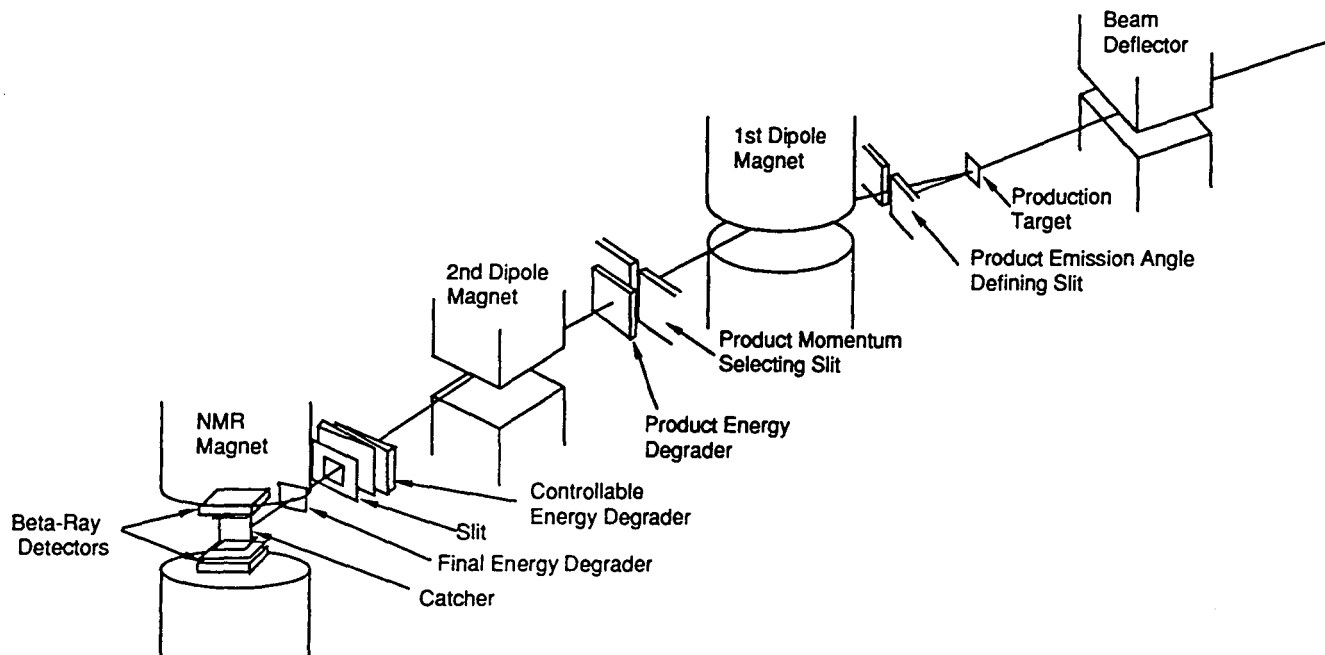 Beam
Deflector
1st Dipole
Magnet
Production
Target
Product Emission Angle
Defining Slit
2nd Dipole
Magnet
Product Momentum
Selecting Slit
Product Energy
Degrader
NMR
Magnet
Controllable
Energy Degrader
Slit
Beta-Ray
Detectors
Final Energy Degrader
Catcher